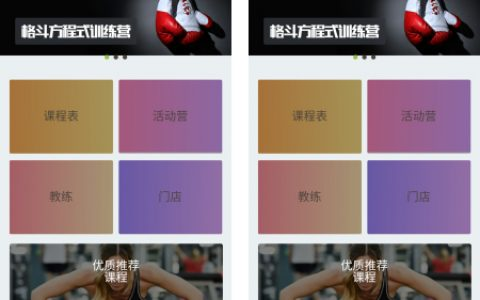 格斗方程式训练营
课程表
活动营
教练
门店
优质推荐
课程
格斗方程式训练营
课程表
活动营
教练
门店
优质推荐
课程